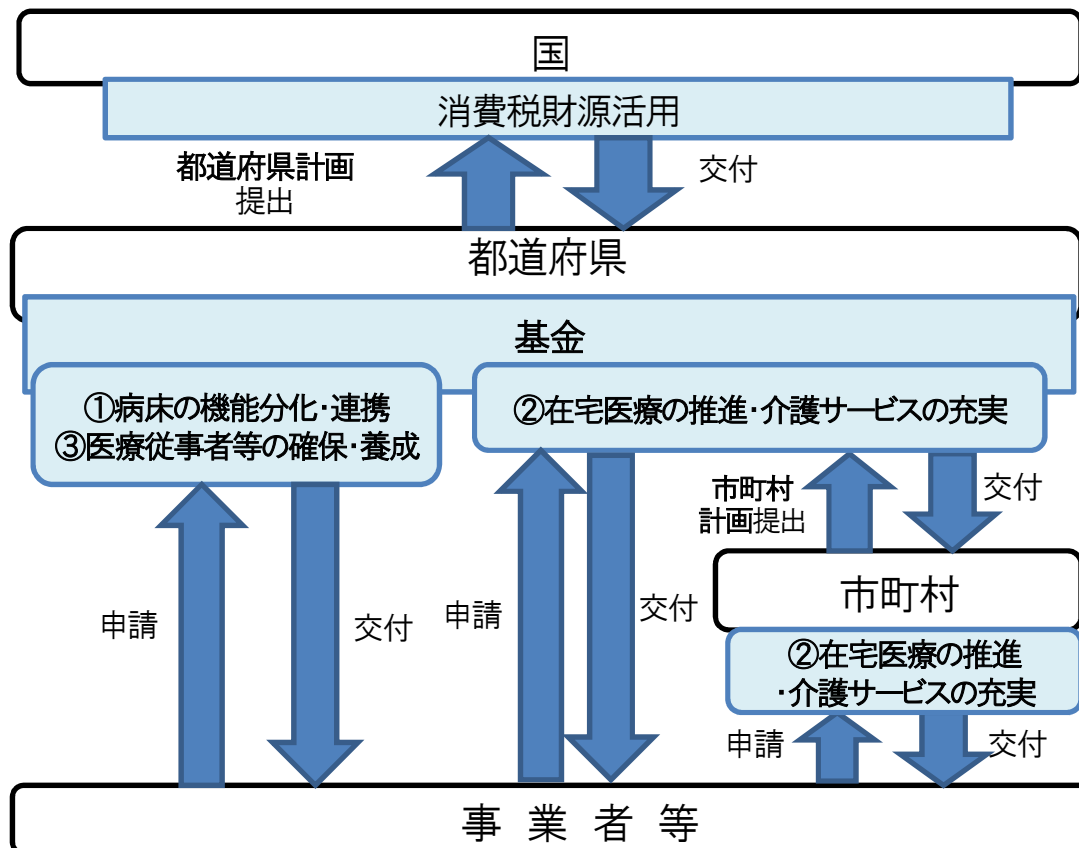 国
消費税財源活用
都道府県計画
提出
交付
都道府県
基金
①病床の機能分化・連携
③医療従事者等の確保・養成
②在宅医療の推進・介護サービスの充実
市町村
計画提出
交付
申請
交付
申請
交付
市町村
②在宅医療の推進
・介護サービスの充実
申請
交付
事業者等